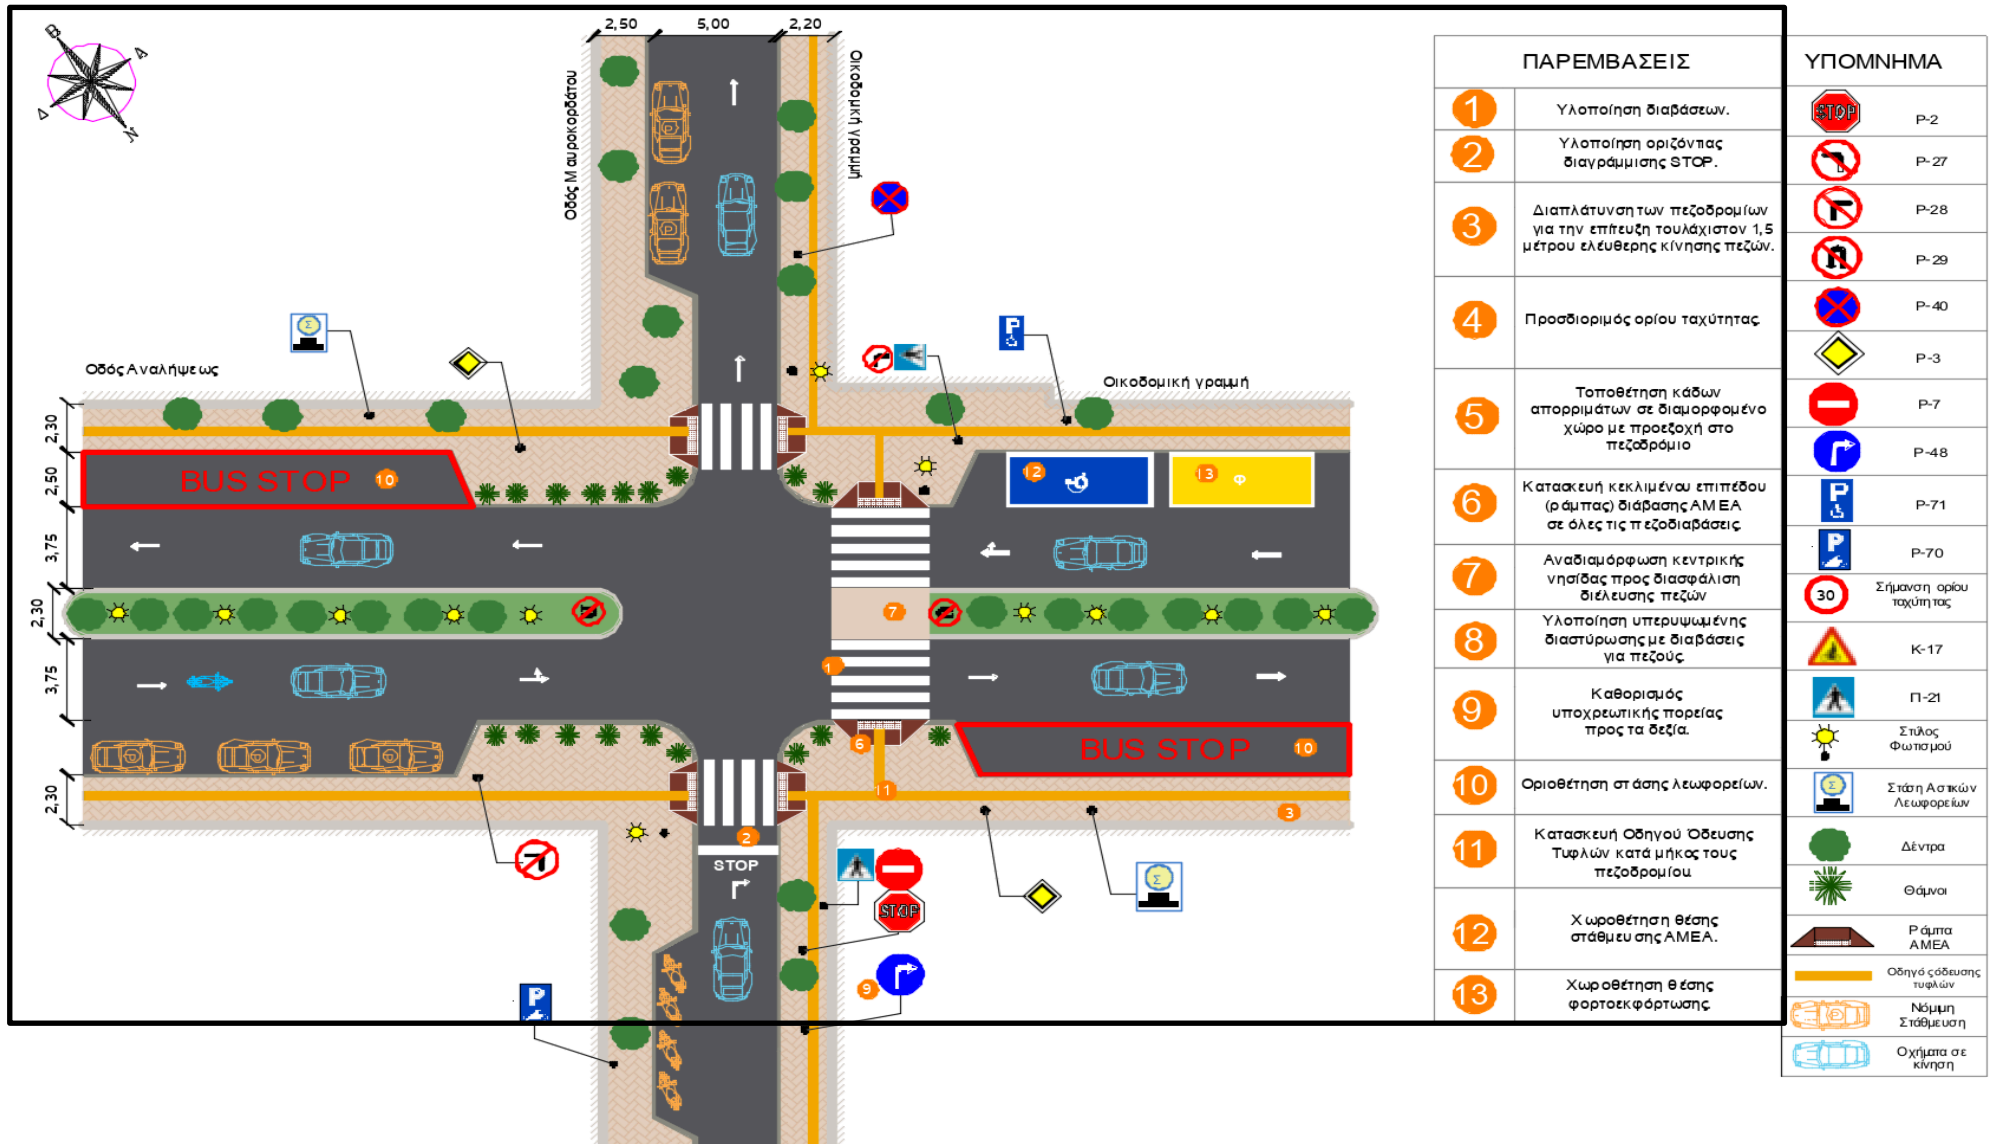 2,50
5,00
2,20
Οδός Μαυροκορδάτου
Οικοδομική γραμμή
B
Δ
Δ
N
Οδός Αναλήψεως
Οικοδομική γραμμή
Σ
P
2,30
2,50
3,75
2,30
3,75
2,30
BUS STOP 10
12
13 Φ
7
1
6
BUS STOP 10
11
3
2
STOP
STOP
Σ
9
P
ΠΑΡΕΜΒΑΣΕΙΣ
1 Υλοποίηση διαβάσεων.
2 Υλοποίηση οριζόντιας
διαγράμμισης STOP.
3 Διαπλάτυνση των πεζοδρομίων
για την επίτευξη τουλάχιστον 1,5
μέτρου ελέυθερης κίνησης πεζών.
4 Προσδιοριμός ορίου ταχύτητας.
5 Τοποθέτηση κάδων
απορριμάτων σε διαμορφομένο
χώρο με προεξοχή στο
πεζοδρόμιο
6 Κατασκευή κεκλιμένου επιπέδου
(ράμπας) διάβασης ΑΜΕΑ
σε όλες τις πεζοδιαβάσεις.
7 Αναδιαμόρφωση κεντρικής
νησίδας προς διασφάλιση
διέλευσης πεζών
8 Υλοποίηση υπερυψωμένης
διαστύρωσης με διαβάσεις
για πεζούς.
9 Καθορισμός
υποχρεωτικής πορείας
προς τα δεξία.
10 Οριοθέτηση στάσης λεωφορείων.
11 Κατασκευή Οδηγού Όδευσης
Τυφλών κατά μήκος τους
πεζοδρομίου.
12 Χωροθέτηση θέσης
στάθμευσης ΑΜΕΑ.
13 Χωροθέτηση θέσης
φορτοεκφόρτωσης.
ΥΠΟΜΝΗΜΑ
STOP P-2
P-27
P-28
P-29
P-40
P-3
P-7
P-48
P P-71
P P-70
30 Σήμανση ορίου
ταχύτητας
K-17
Π-21
Στύλος
Φωτισμού
Σ Στάση Αστικών
Λεωφορείων
Δέντρα
Θάμνοι
Ράμπα
ΑΜΕΑ
Οδηγός όδευσης
τυφλών
Νόμιμη
Στάθμευση
Οχήματα σε
κίνηση